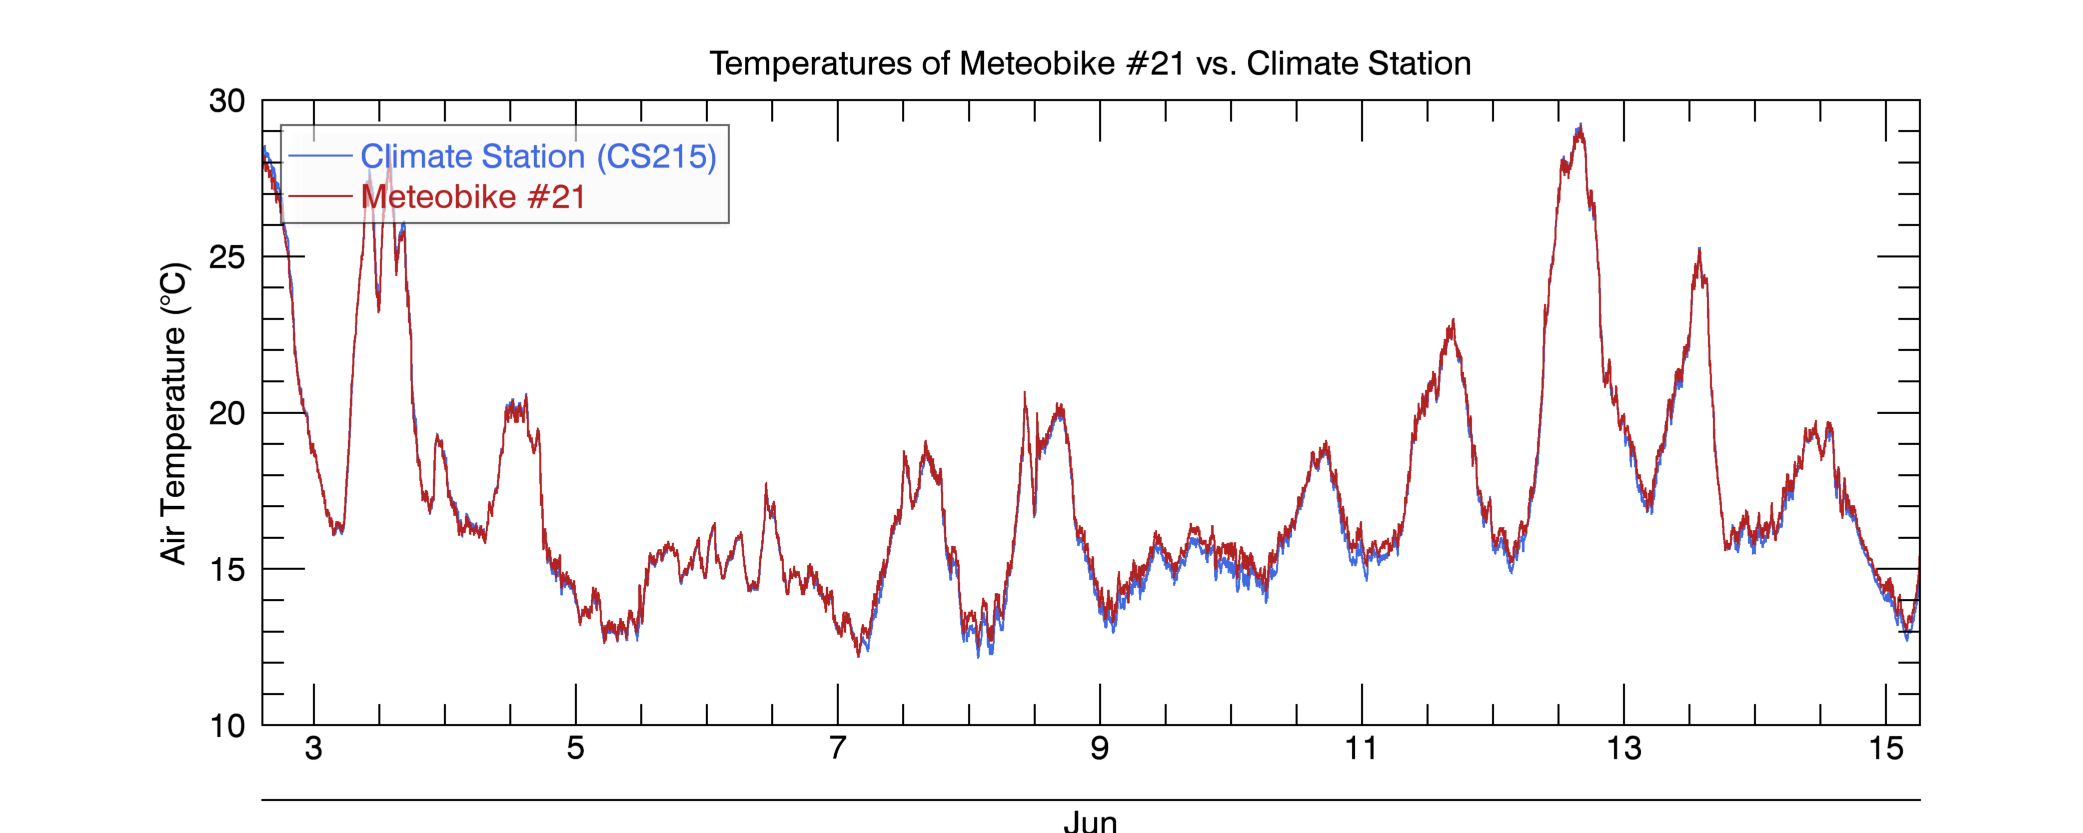 Temperatures of Meteobike #21 vs. Climate Station
30
25
20
15
10
Air Temperature (°C)
Climate Station (CS215)
Meteobike #21
3 5 7 9 11 13 15
Jun